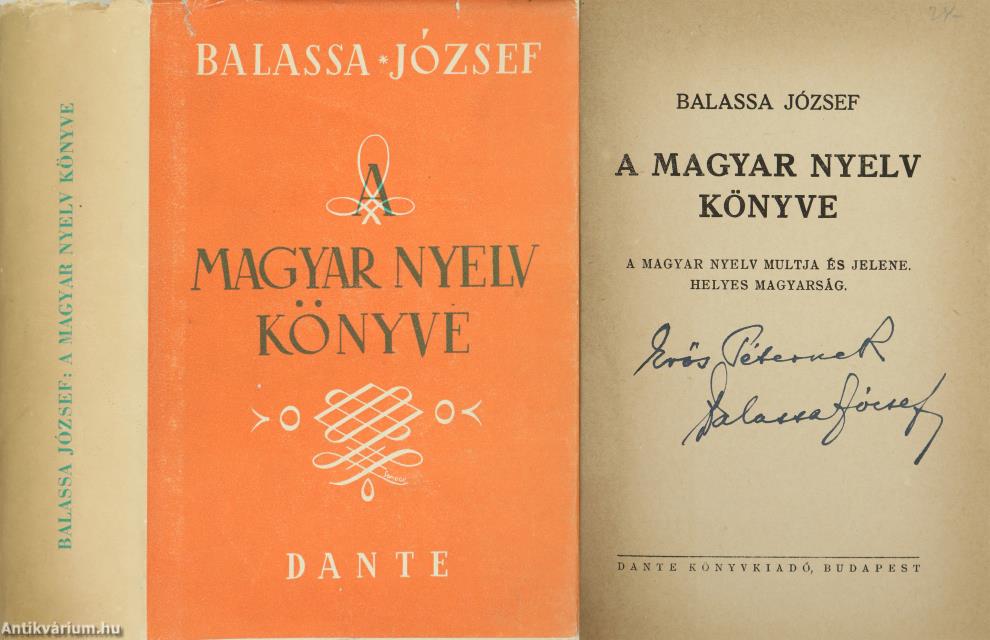 BALASSA JÓZSEF: A MAGYAR NYELV KÖNYVE
BALASSA * JÓZSEF
A
MAGYAR NYELV
KÖNYVE
DANTE
Antikvárium.hu
BALASSA JÓZSEF
A MAGYAR NYELV
KÖNYVE
A MAGYAR NYELV MULTJA ÉS JELENE.
HELYES MAGYARSÁG.
Erős Péternek
Balassa József
DANTE KÖNYVKIADÓ, BUDAPEST